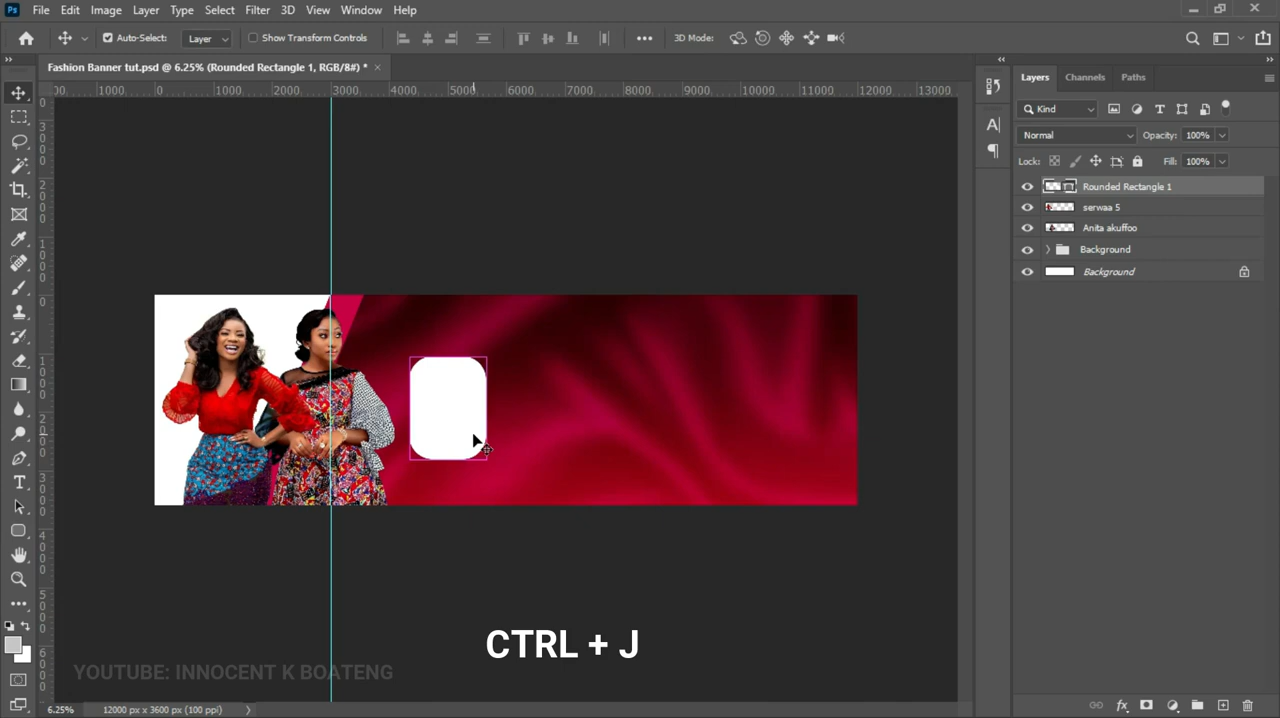 Ps File Edit Image Layer Type Select Filter 3D View Window Help
Auto-Select: Layer Show Transform Controls 3D Mode:
Fashion Banner tut.psd @ 6.25% (Rounded Rectangle 1, RGB/8#) * ×
00 1000 0 1000 2000 3000 4000 5000 6000 7000 8000 9000 10000 11000 12000 13000
Layers Channels Paths
Kind
Normal Opacity: 100%
Lock: Fill: 100%
Rounded Rectangle 1
serwaa 5
Anita akuffoo
Background
Background
CTRL + J
YOUTUBE: INNOCENT K BOATENG
6.25% 12000 px x 3600 px (100 ppi)